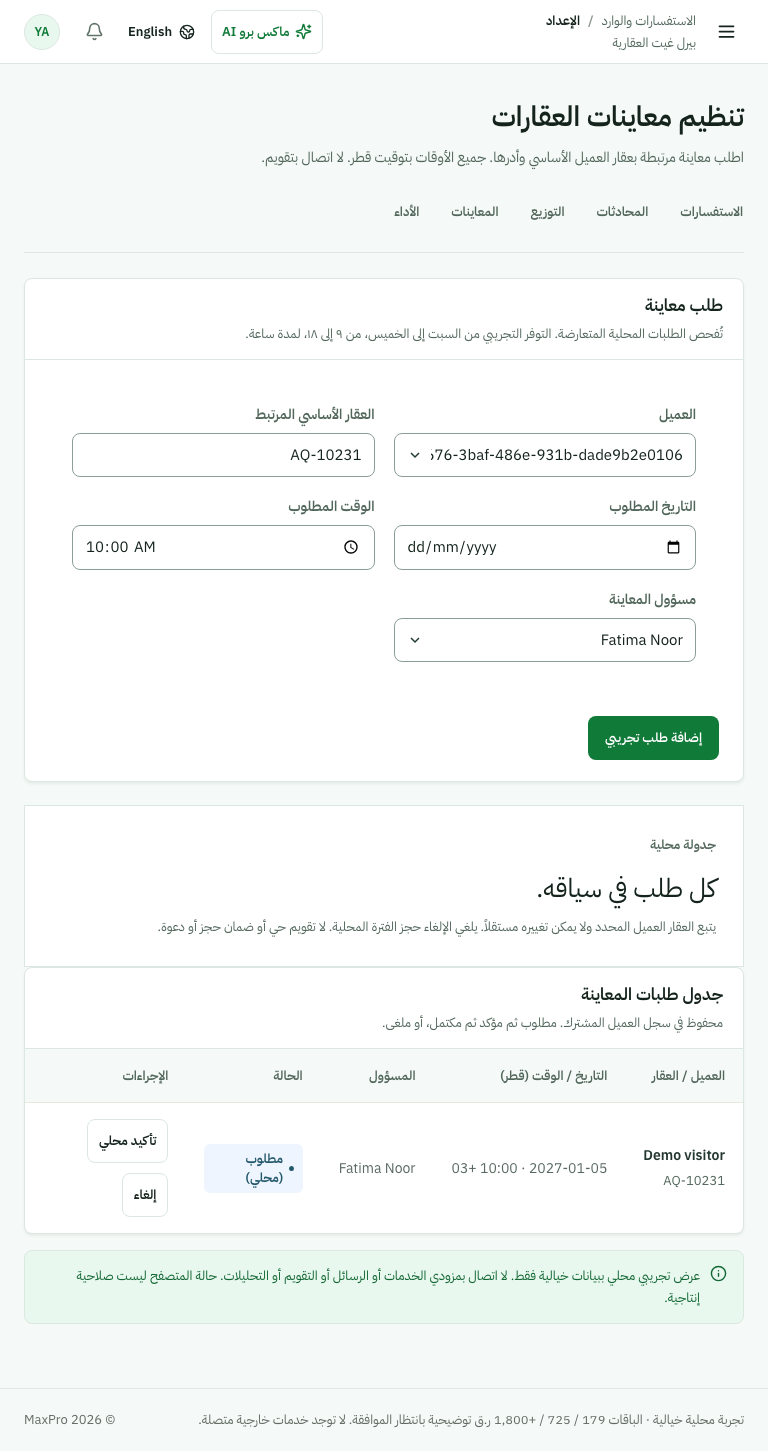 الاستفسارات والوارد / الإعداد
بيرل غيت العقارية
ماكس برو AI
English
YA
تنظيم معاينات العقارات
اطلب معاينة مرتبطة بعقار العميل الأساسي وأدرها. جميع الأوقات بتوقيت قطر. لا اتصال بتقويم.
الاستفسارات المحادثات التوزيع المعاينات الأداء
طلب معاينة
تُفحص الطلبات المحلية المتعارضة. التوفر التجريبي من السبت إلى الخميس، من ٩ إلى ١٨، لمدة ساعة.
العميل العقار الأساسي المرتبط
76-3baf-486e-931b-dade9b2e0106 AQ-10231
التاريخ المطلوب الوقت المطلوب
dd/mm/yyyy 10:00 AM
مسؤول المعاينة
Fatima Noor
إضافة طلب تجريبي
جدولة محلية
كل طلب في سياقه.
يتبع العقار العميل المحدد ولا يمكن تغييره مستقلاً. يلغي الإلغاء حجز الفترة المحلية. لا تقويم حي أو ضمان حجز أو دعوة.
جدول طلبات المعاينة
محفوظ في سجل العميل المشترك. مطلوب ثم مؤكد ثم مكتمل، أو ملغى.
العميل / العقار التاريخ / الوقت (قطر) المسؤول الحالة الإجراءات
Demo visitor
AQ-10231
2027-01-05 · 10:00 +03
Fatima Noor
مطلوب
(محلي)
تأكيد محلي
إلغاء
عرض تجريبي محلي ببيانات خيالية فقط. لا اتصال بمزودي الخدمات أو الرسائل أو التقويم أو التحليلات. حالة المتصفح ليست صلاحية
إنتاجية.
تجربة محلية خيالية · الباقات 179 / 725 / +1,800 ر.ق توضيحية بانتظار الموافقة. لا توجد خدمات خارجية متصلة.
© 2026 MaxPro